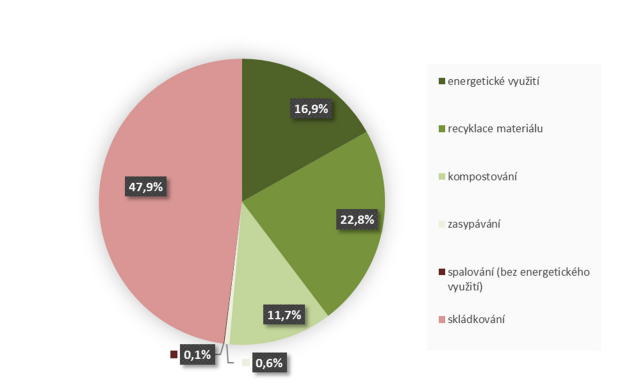 16,9%
22,8%
11,7%
0,6%
0,1%
47,9%
energetické využití
recyklace materiálu
kompostování
zasypávání
spalování (bez energetického
využití)
skládkování